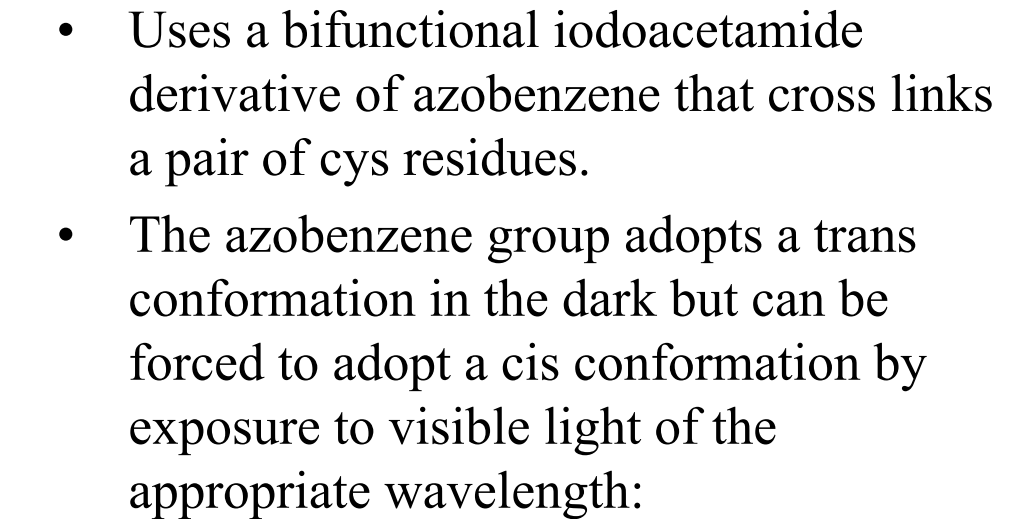 • Uses a bifunctional iodoacetamide
derivative of azobenzene that cross links
a pair of cys residues.
• The azobenzene group adopts a trans
conformation in the dark but can be
forced to adopt a cis conformation by
exposure to visible light of the
appropriate wavelength: